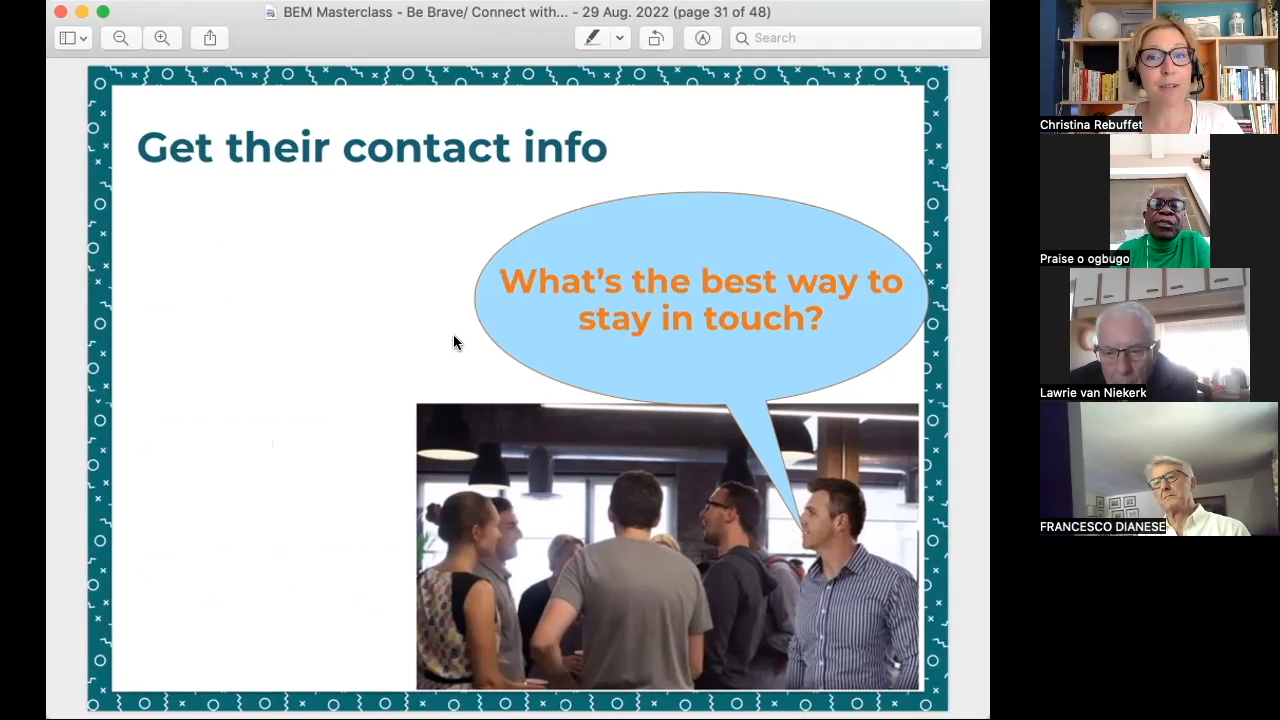 BEM Masterclass - Be Brave/ Connect with... - 29 Aug. 2022 (page 31 of 48)
Search
Get their contact info
What's the best way to
stay in touch?
Christina Rebuffet
Praise o ogbugo
Lawrie van Niekerk
FRANCESCO DIANESE